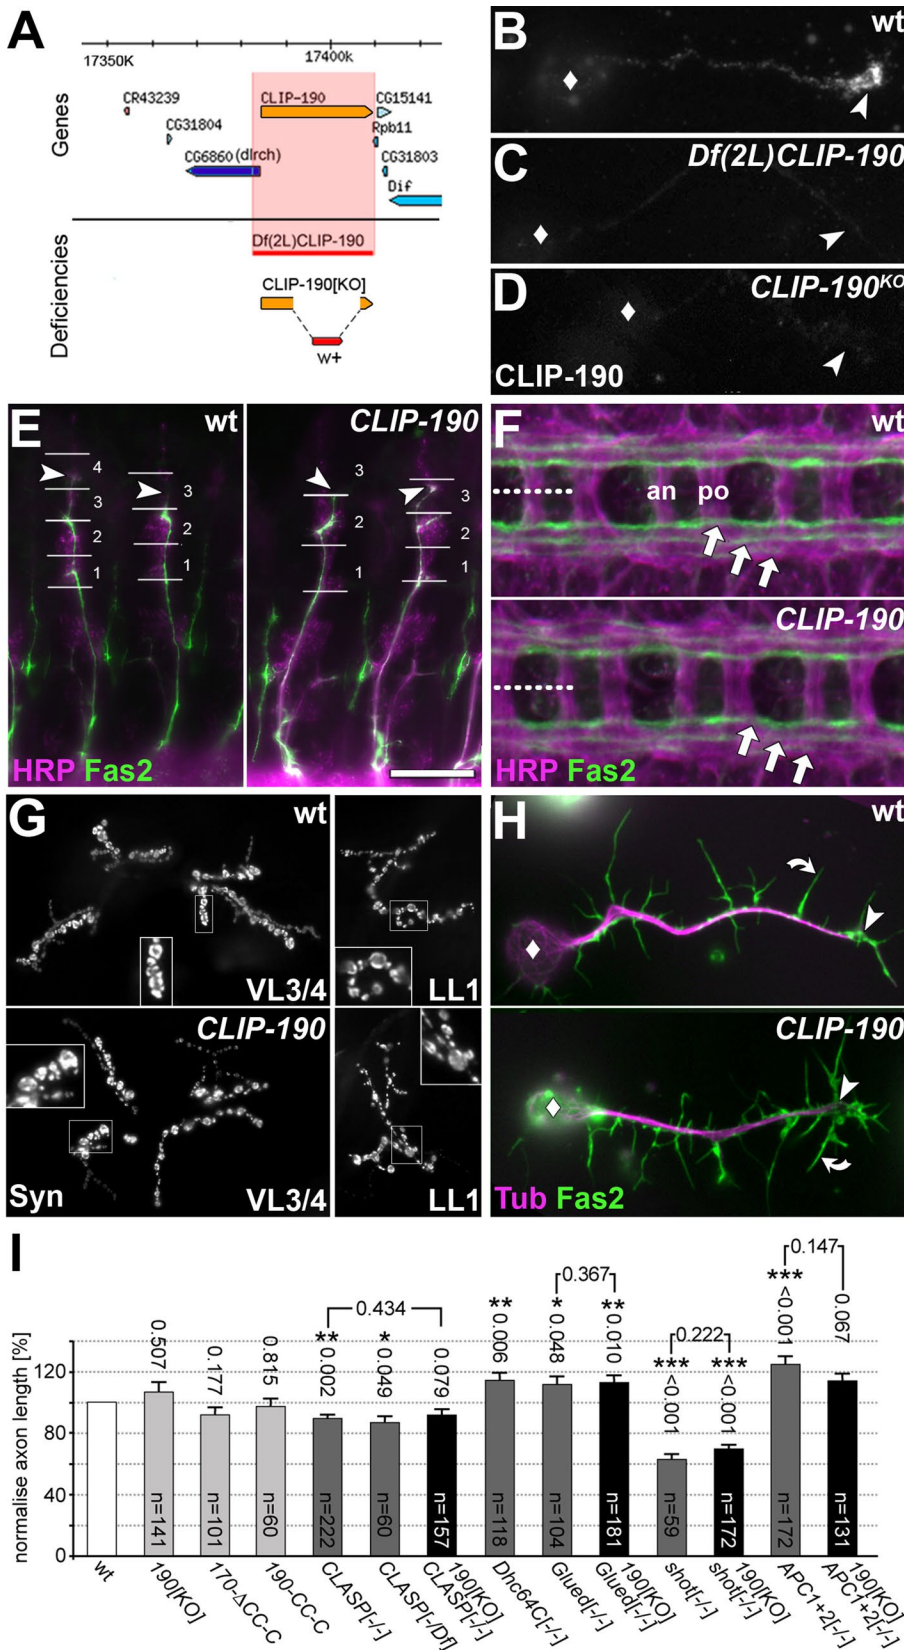 A
17350K
17400k
Genes
CR43239
CLIP-190
CG15141
CG31804
Rpb11
CG6860 (dlrch)
CG31803
Dif
Deficiencies
Df(2L)CLIP-190
CLIP-190[KO]
w+
B
wt
C
Df(2L)CLIP-190
D
CLIP-190KO
CLIP-190
E
wt
CLIP-190
4
3
2
1
3
2
1
3
2
1
3
2
1
HRP Fas2
F
wt
an po
CLIP-190
HRP Fas2
G
wt
VL3/4
LL1
CLIP-190
Syn
VL3/4
LL1
H
wt
CLIP-190
Tub Fas2
I
normalise axon length [%]
120
80
40
0
0.507
0.177
0.815
** 0.002
* 0.049
0.079
0.434
** 0.006
* 0.048
** 0.010
0.367
*** <0.001
*** <0.001
0.222
*** <0.001
0.067
0.147
n=141
n=101
n=60
n=222
n=60
n=157
n=118
n=104
n=181
n=59
n=172
n=172
n=131
wt
190[KO]
170-ΔCC-C
190-CC-C
CLASP[-/-]
CLASP[-/Df]
190[KO]
CLASP[-/-]
Dhc64C[-/-]
Glued[-/-]
190[KO]
Glued[-/-]
shot[-/-]
190[KO]
shot[-/-]
APC1+2[-/-]
190[KO]
APC1+2[-/-]